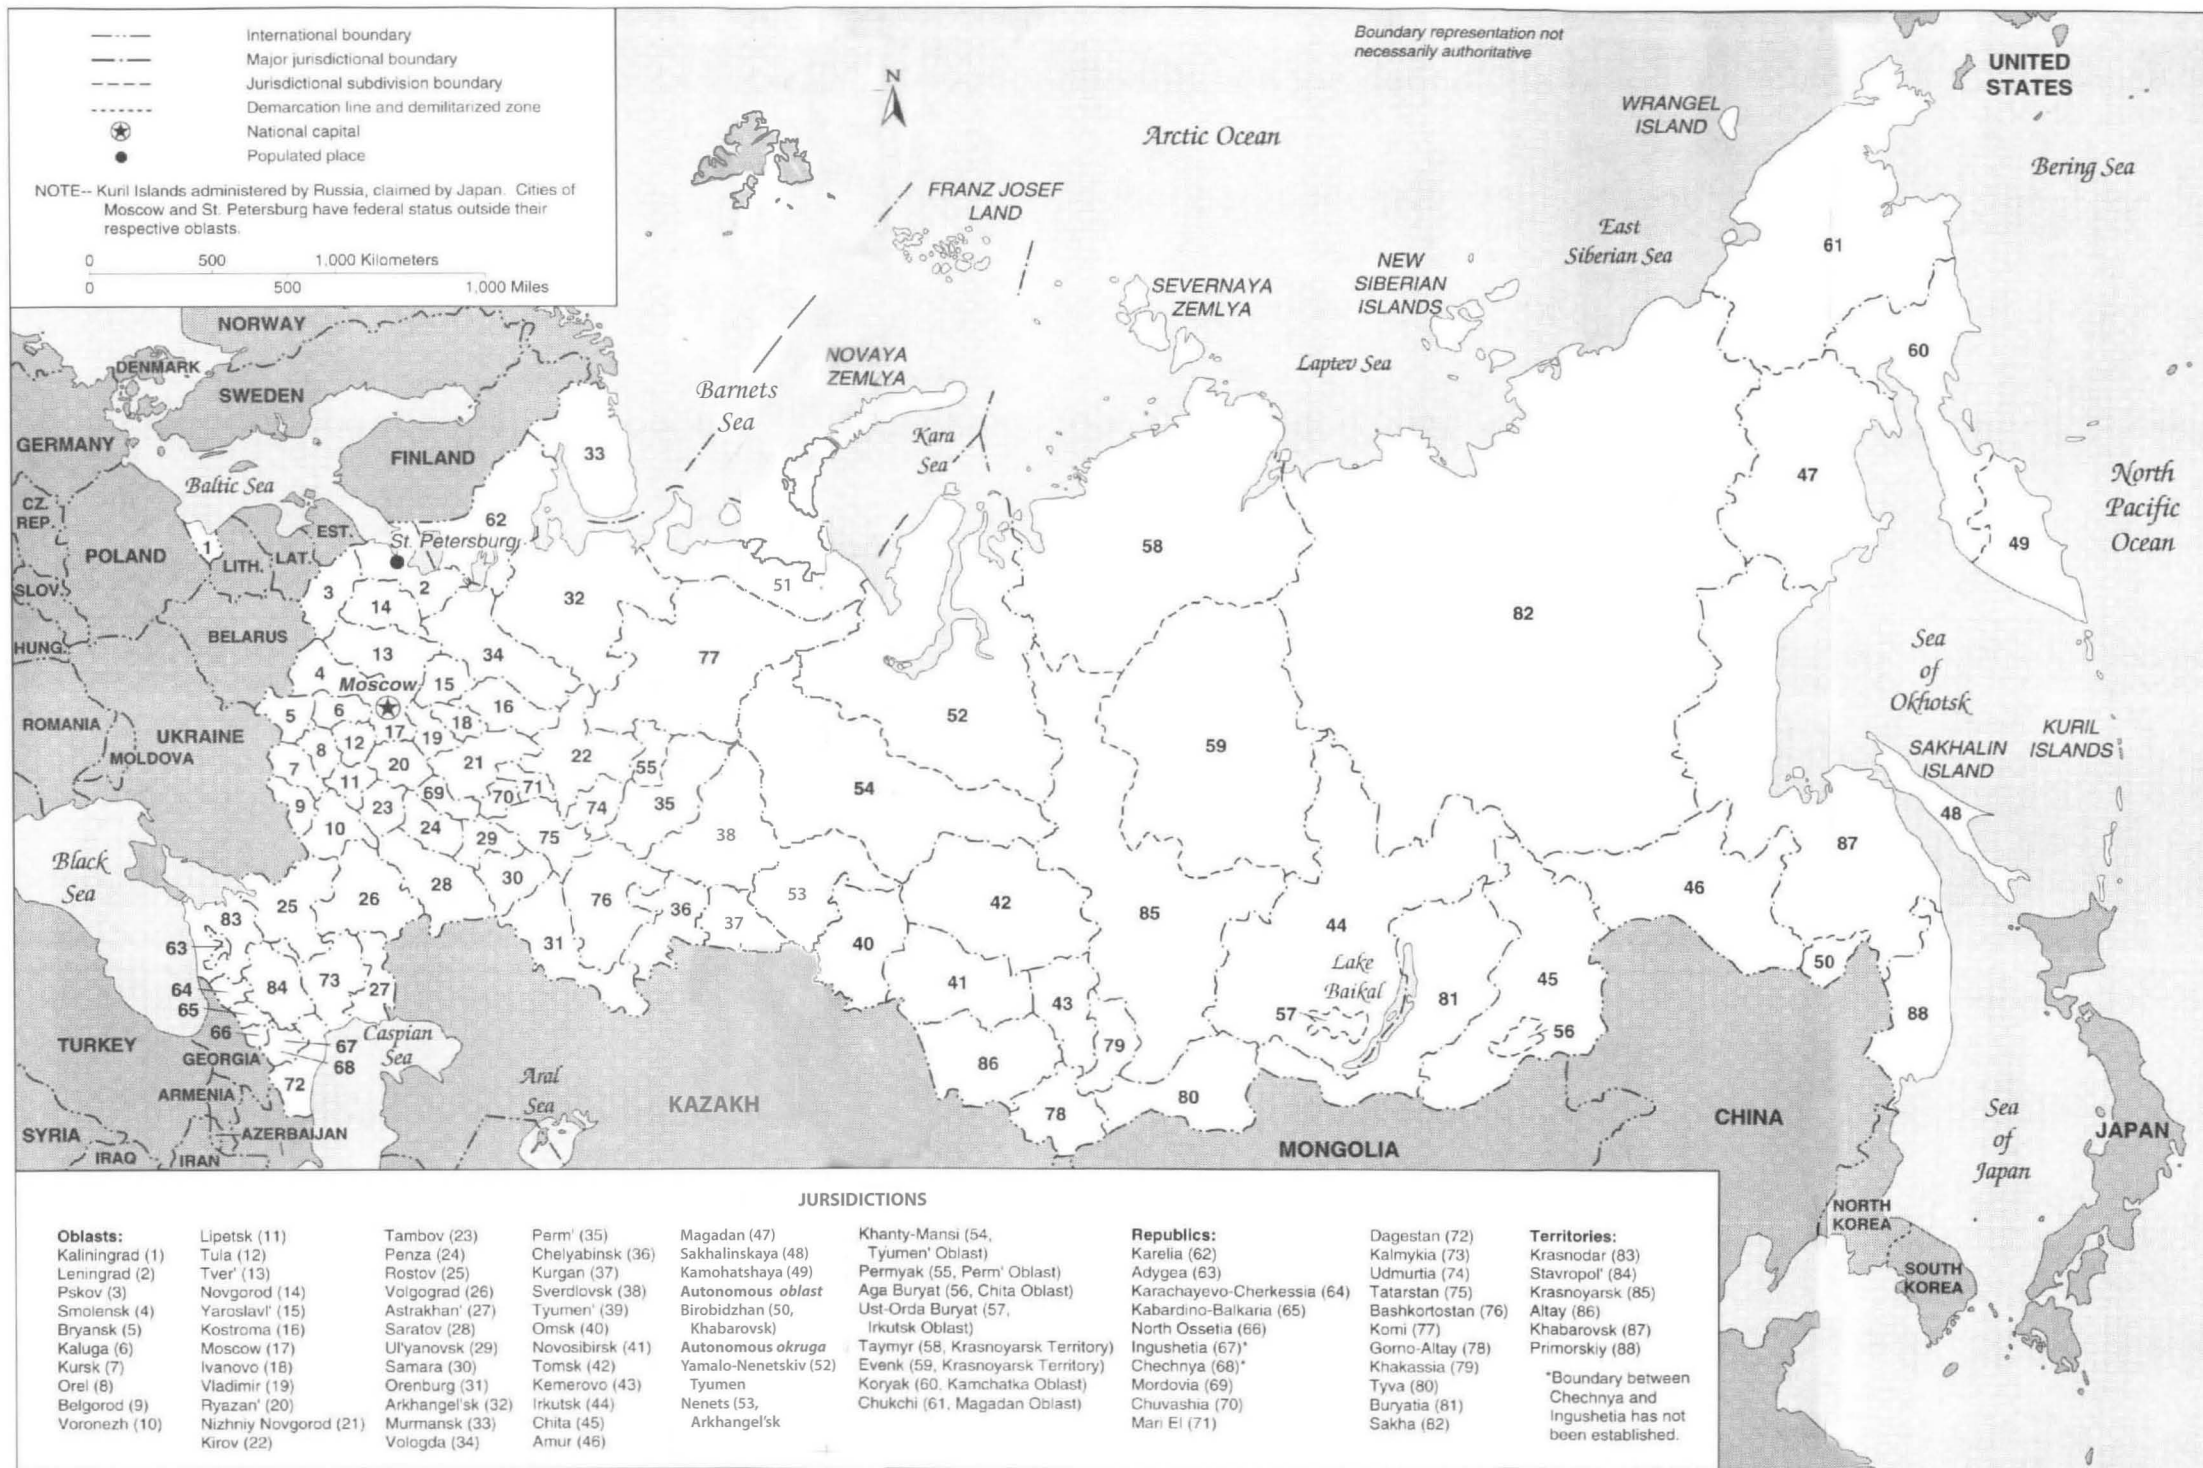 International boundary
Major jurisdictional boundary
Jurisdictional subdivision boundary
Demarcation line and demilitarized zone
National capital
Populated place
NOTE-- Kuril Islands administered by Russia, claimed by Japan. Cities of
Moscow and St. Petersburg have federal status outside their
respective oblasts.
0 500 1,000 Kilometers
0 500 1,000 Miles
N
Boundary representation not
necessarily authoritative
UNITED
STATES
WRANGEL
ISLAND
Arctic Ocean
Bering Sea
FRANZ JOSEF
LAND
East
Siberian Sea
61
NEW
SIBERIAN
ISLANDS
SEVERNAYA
ZEMLYA
NORWAY
DENMARK
NOVAYA
ZEMLYA
Laptev Sea
60
SWEDEN
Barnets
Sea
GERMANY
FINLAND
33
Kara
Sea
47
North
Pacific
Ocean
Baltic Sea
CZ.
REP.
62
EST.
St. Petersburg
POLAND
1
LITH.
LAT.
58
49
SLOV.
3
14
2
32
51
82
BELARUS
HUNG.
13
34
77
Sea
of
Okhotsk
4
Moscow
15
5
6
16
52
ROMANIA
UKRAINE
MOLDOVA
17
18
19
12
8
59
KURIL
ISLANDS
SAKHALIN
ISLAND
7
20
21
22
55
11
69
70
71
54
9
23
74
35
48
10
24
29
75
38
87
Black
Sea
28
30
25
26
76
36
37
53
42
85
46
83
44
63
31
40
50
Lake
Baikal
64
84
73
27
41
43
81
45
65
57
88
66
67
Caspian
Sea
56
TURKEY
GEORGIA
68
79
72
86
ARMENIA
Aral
Sea
KAZAKH
78
80
CHINA
Sea
of
Japan
SYRIA
AZERBAIJAN
IRAQ
IRAN
MONGOLIA
JAPAN
NORTH
KOREA
SOUTH
KOREA
JURSIDICTIONS
Oblasts:
Kaliningrad (1)
Leningrad (2)
Pskov (3)
Smolensk (4)
Bryansk (5)
Kaluga (6)
Kursk (7)
Orel (8)
Belgorod (9)
Voronezh (10)
Lipetsk (11)
Tula (12)
Tver' (13)
Novgorod (14)
Yaroslavl' (15)
Kostroma (16)
Moscow (17)
Ivanovo (18)
Vladimir (19)
Ryazan' (20)
Nizhniy Novgorod (21)
Kirov (22)
Tambov (23)
Penza (24)
Rostov (25)
Volgograd (26)
Astrakhan' (27)
Saratov (28)
Ul'yanovsk (29)
Samara (30)
Orenburg (31)
Arkhangel'sk (32)
Murmansk (33)
Vologda (34)
Perm' (35)
Chelyabinsk (36)
Kurgan (37)
Sverdlovsk (38)
Tyumen' (39)
Omsk (40)
Novosibirsk (41)
Tomsk (42)
Kemerovo (43)
Irkutsk (44)
Chita (45)
Amur (46)
Magadan (47)
Sakhalinskaya (48)
Kamohatshaya (49)
Autonomous oblast
Birobidzhan (50,
Khabarovsk)
Autonomous okruga
Yamalo-Nenetskiv (52)
Tyumen
Nenets (53,
Arkhangel'sk
Khanty-Mansi (54,
Tyumen' Oblast)
Permyak (55, Perm' Oblast)
Aga Buryat (56, Chita Oblast)
Ust-Orda Buryat (57,
Irkutsk Oblast)
Taymyr (58, Krasnoyarsk Territory)
Evenk (59, Krasnoyarsk Territory)
Koryak (60, Kamchatka Oblast)
Chukchi (61, Magadan Oblast)
Republics:
Karelia (62)
Adygea (63)
Karachayevo-Cherkessia (64)
Kabardino-Balkaria (65)
North Ossetia (66)
Ingushetia (67)*
Chechnya (68)*
Mordovia (69)
Chuvashia (70)
Mari El (71)
Dagestan (72)
Kalmykia (73)
Udmurtia (74)
Tatarstan (75)
Bashkortostan (76)
Komi (77)
Gorno-Altay (78)
Khakassia (79)
Tyva (80)
Buryatia (81)
Sakha (82)
Territories:
Krasnodar (83)
Stavropol' (84)
Krasnoyarsk (85)
Altay (86)
Khabarovsk (87)
Primorskiy (88)
*Boundary between
Chechnya and
Ingushetia has not
been established.